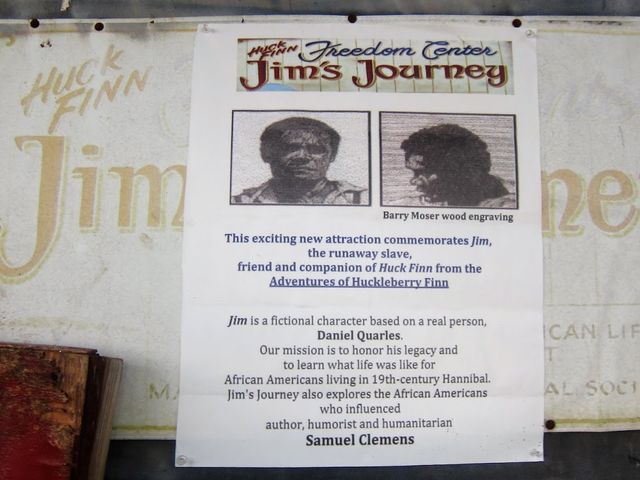 HUCK FINN Freedom Center
Jim's Journey
Barry Moser wood engraving
This exciting new attraction commemorates Jim,
the runaway slave,
friend and companion of Huck Finn from the
Adventures of Huckleberry Finn
Jim is a fictional character based on a real person,
Daniel Quarles.
Our mission is to honor his legacy and
to learn what life was like for
African Americans living in 19th-century Hannibal.
Jim's Journey also explores the African Americans
who influenced
author, humorist and humanitarian
Samuel Clemens
HUCK
FINN
Jim
ne